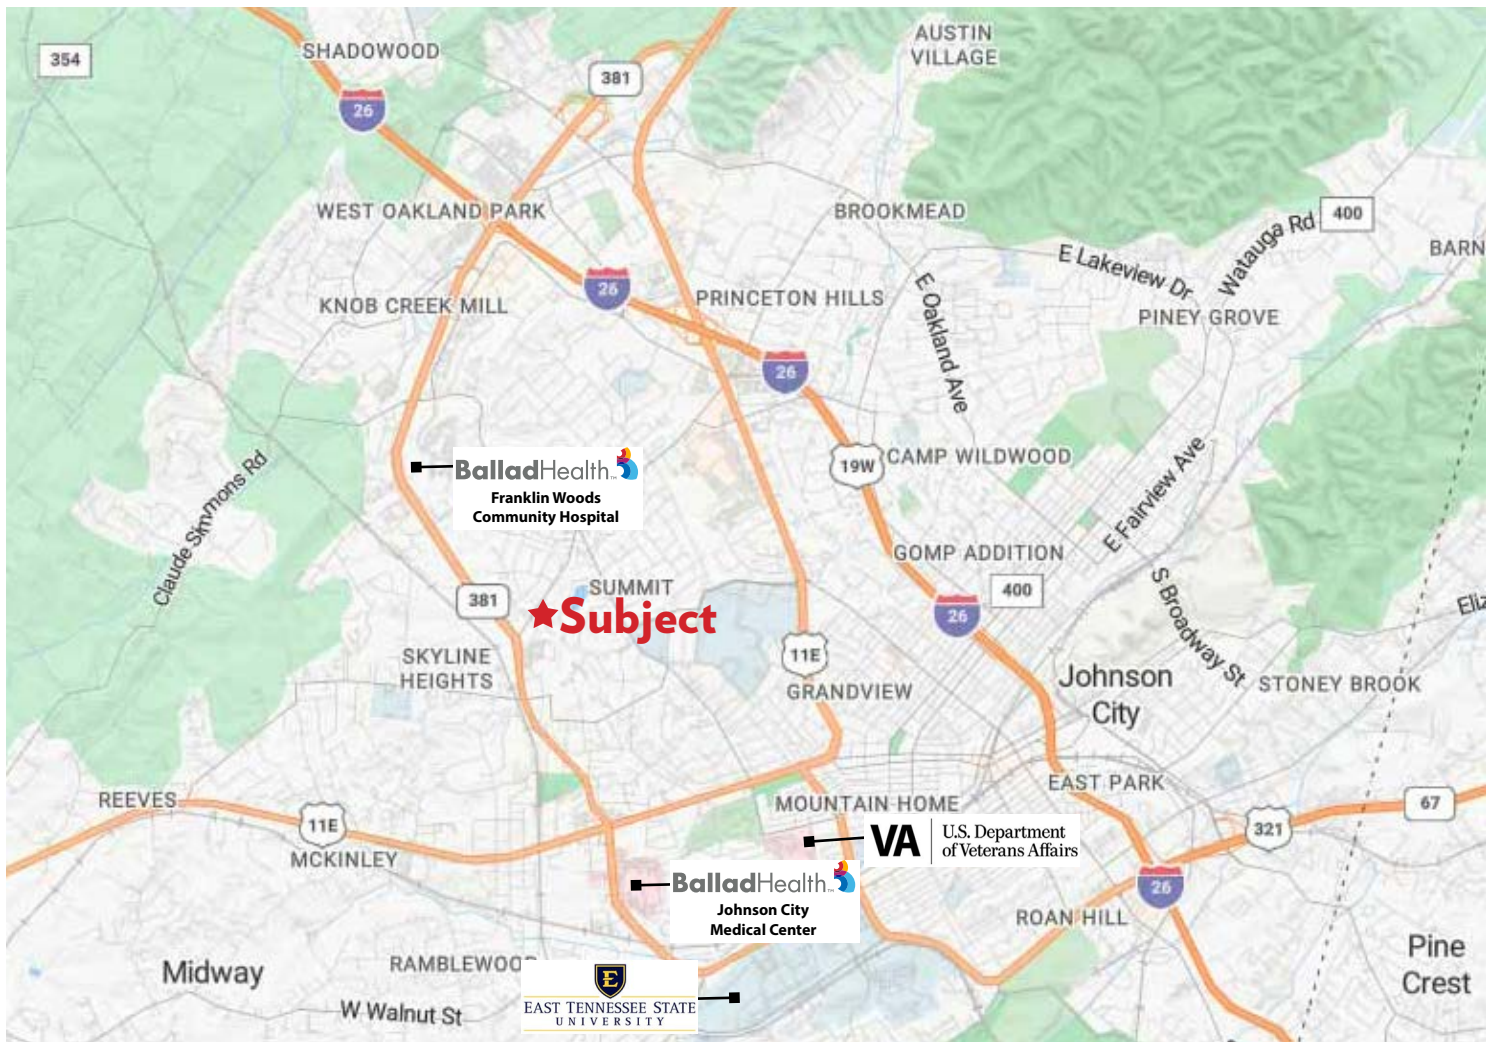 SHADOWOOD
AUSTIN
VILLAGE
354
381
26
WEST OAKLAND PARK
BROOKMEAD
400
Watauga Rd
BARN
E Lakeview Dr
26
KNOB CREEK MILL
PRINCETON HILLS
E Oakland Ave
PINEY GROVE
26
BalladHealth™
Franklin Woods
Community Hospital
19W
CAMP WILDWOOD
E Fairview Ave
Claude Simmons Rd
GOMP ADDITION
400
SUMMIT
381
Subject
26
S Broadway St
Eliz
11E
SKYLINE
HEIGHTS
GRANDVIEW
Johnson
City
STONEY BROOK
REEVES
11E
MCKINLEY
MOUNTAIN HOME
EAST PARK
67
321
VA
U.S. Department
of Veterans Affairs
BalladHealth™
Johnson City
Medical Center
26
ROAN HILL
Pine
Crest
Midway
RAMBLEWOO
E
EAST TENNESSEE STATE
UNIVERSITY
W Walnut St